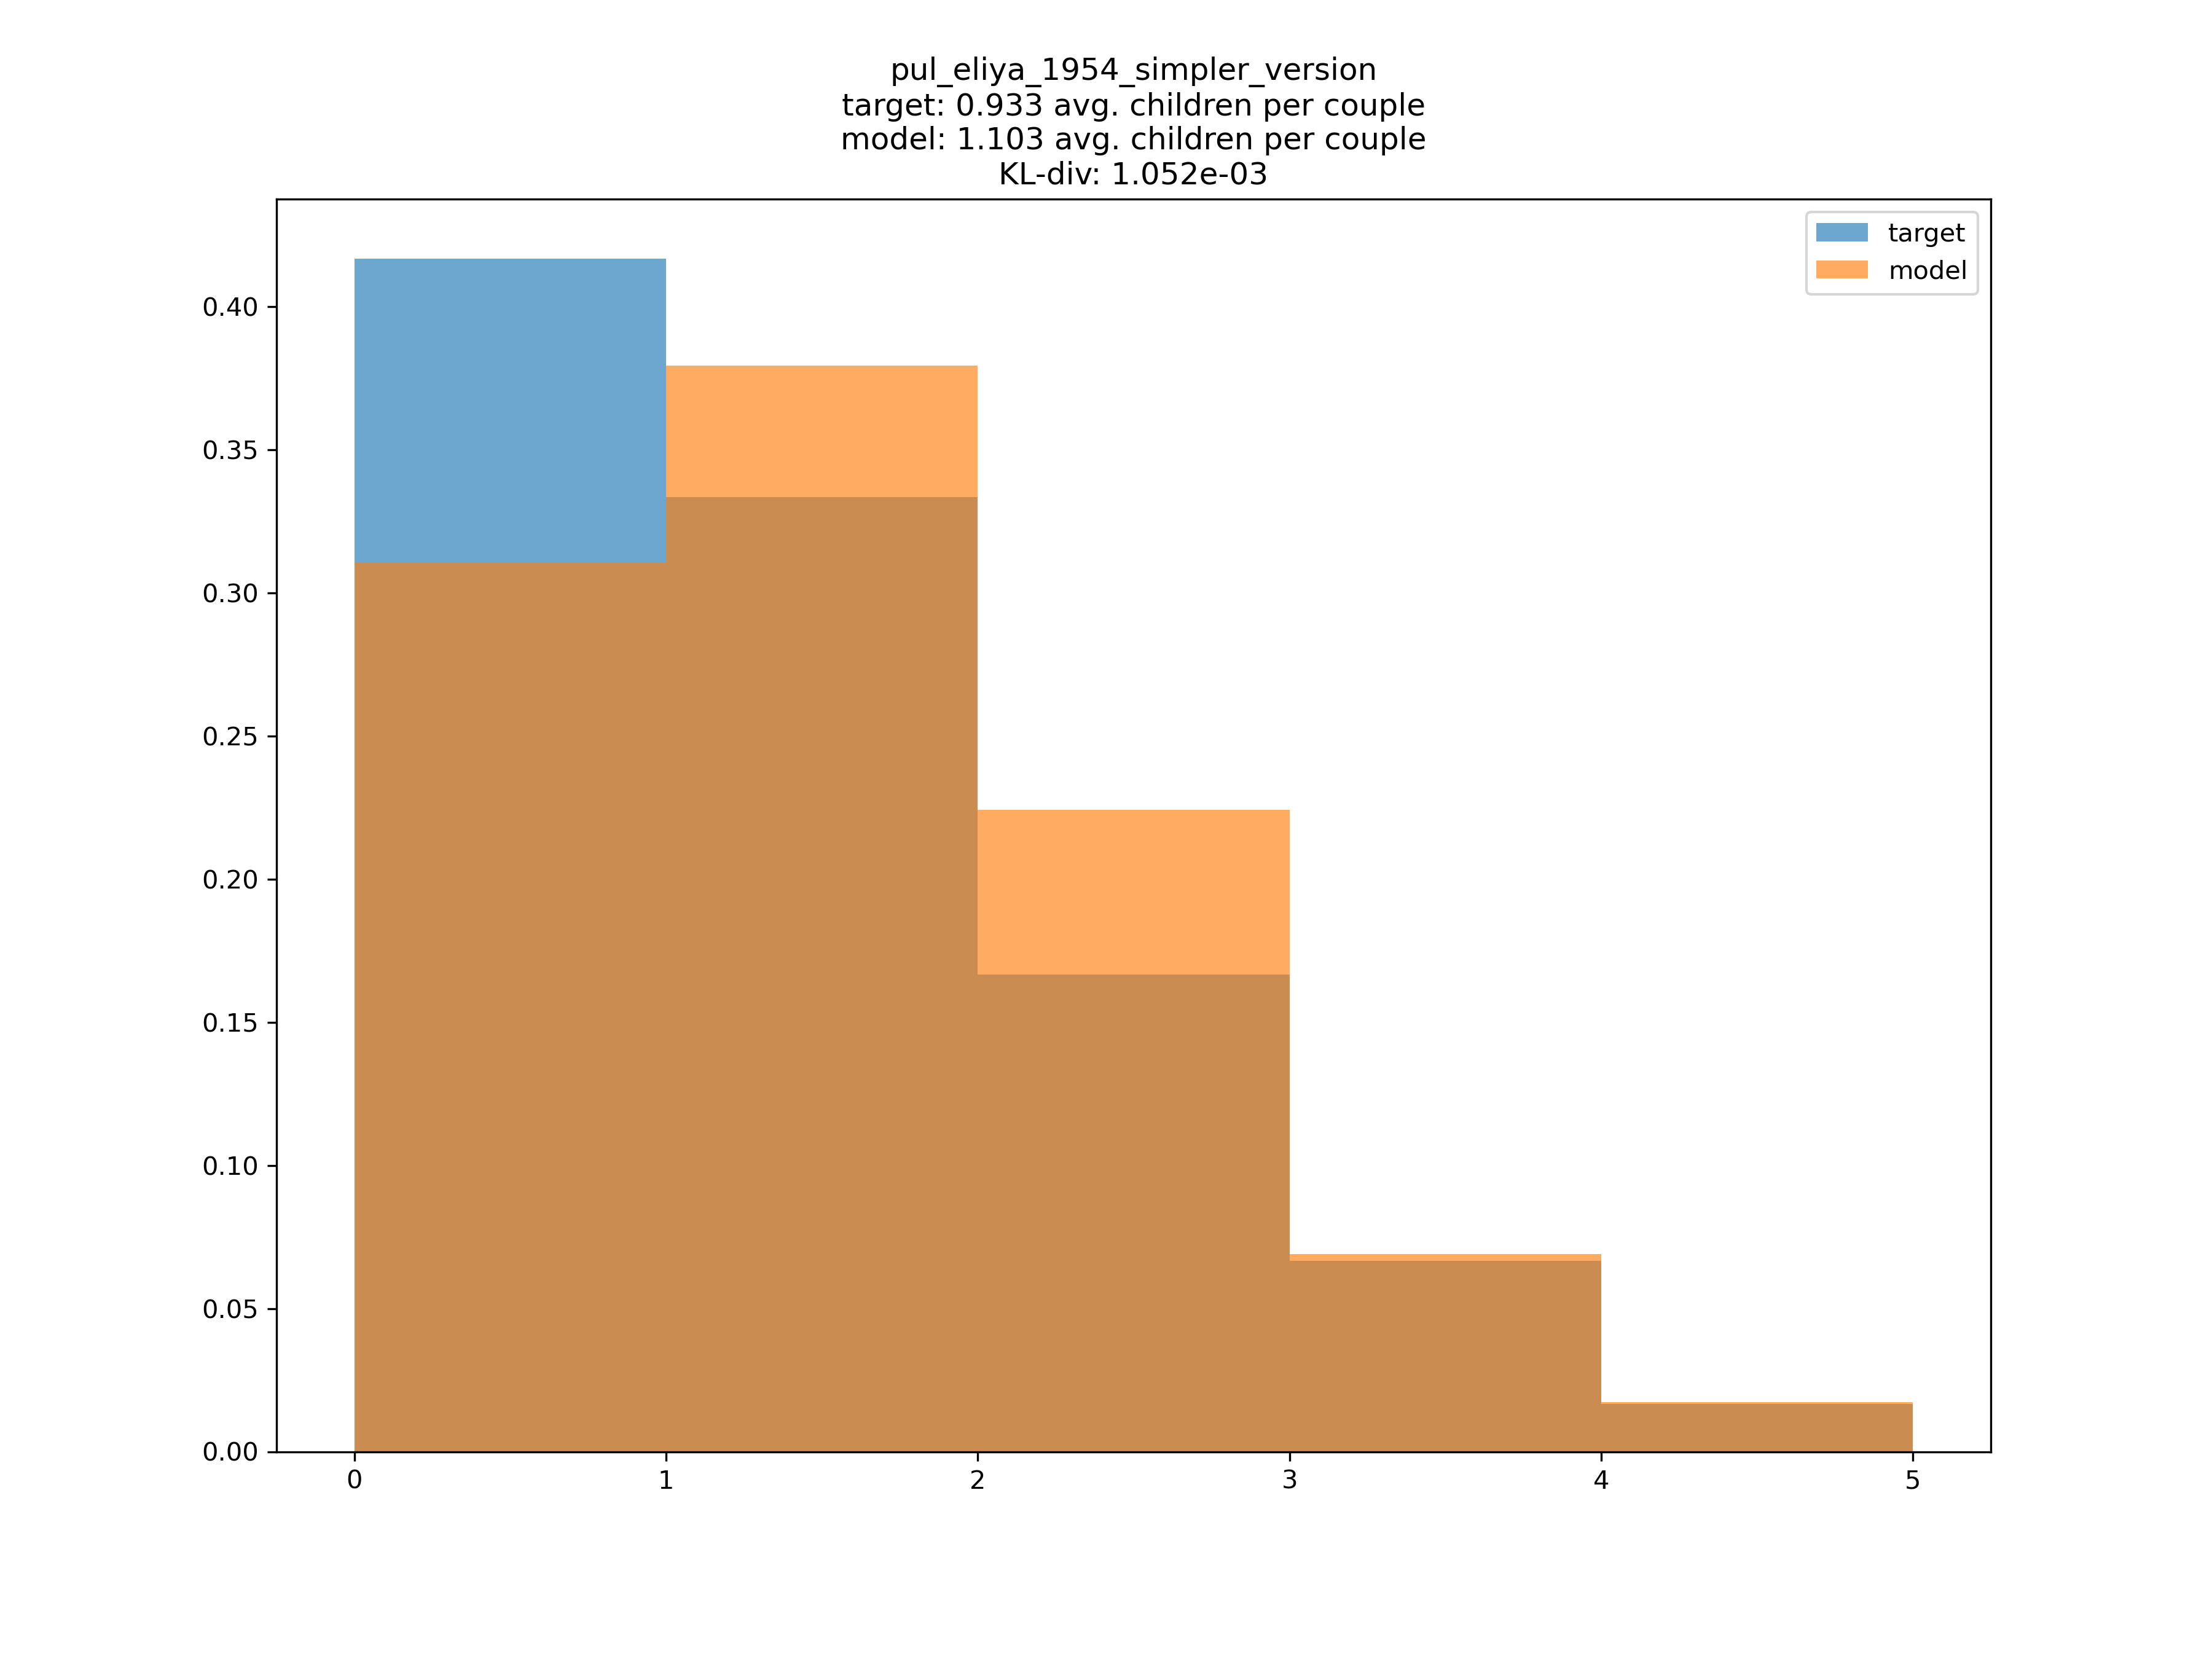 pul_eliya_1954_simpler_version
target: 0.933 avg. children per couple
model: 1.103 avg. children per couple
KL-div: 1.052e-03
target
model
0.40
0.35
0.30
0.25
0.20
0.15
0.10
0.05
0.00
0 1 2 3 4 5